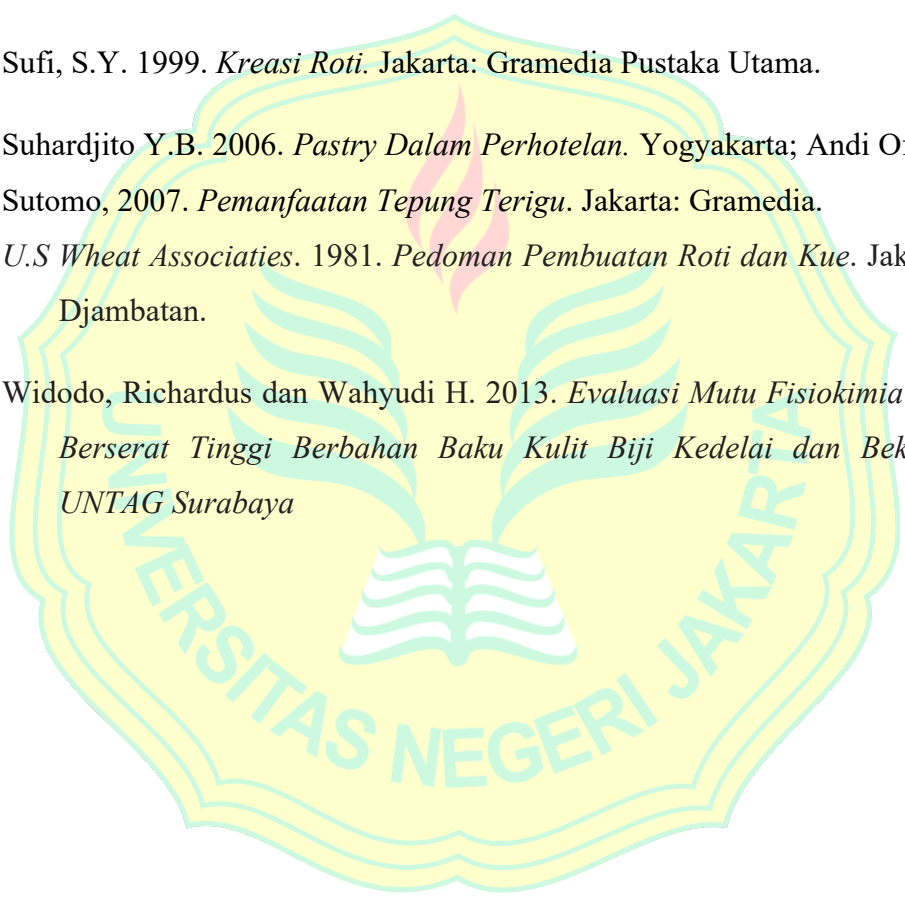 Sufi, S.Y. 1999. Kreasi Roti. Jakarta: Gramedia Pustaka Utama.
Suhardjito Y.B. 2006. Pastry Dalam Perhotelan. Yogyakarta; Andi
Sutomo, 2007. Pemanfaatan Tepung Terigu. Jakarta: Gramedia.
U.S Wheat Associaties. 1981. Pedoman Pembuatan Roti dan Kue.
Djambatan.
Widodo, Richardus dan Wahyudi H. 2013. Evaluasi Mutu Fisiokimia
Berserat Tinggi Berbahan Baku Kulit Biji Kedelai dan
UNTAG Surabaya
UNIVERSITAS NEGERI JAKARTA